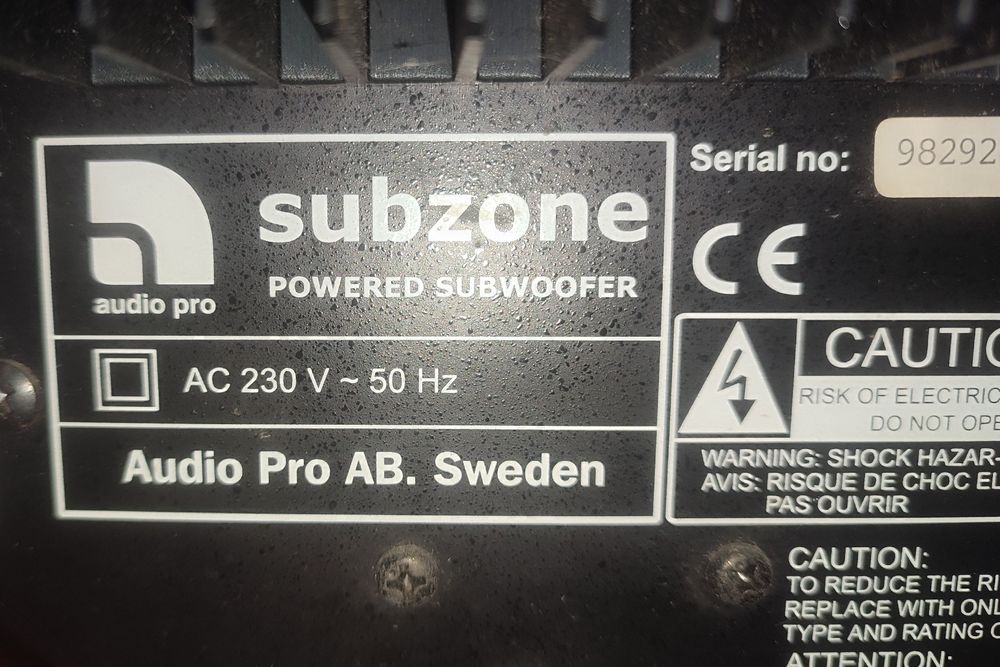 subzone
POWERED SUBWOOFER
audio pro
AC 230 V ~ 50 Hz
Audio Pro AB. Sweden
Serial no: 98292
CE
CAUTIO
RISK OF ELECTRIC
DO NOT OPE
WARNING: SHOCK HAZAR-
AVIS: RISQUE DE CHOC EL
PAS OUVRIR
CAUTION:
TO REDUCE THE RI
REPLACE WITH ONL
TYPE AND RATING
ATTENTION: